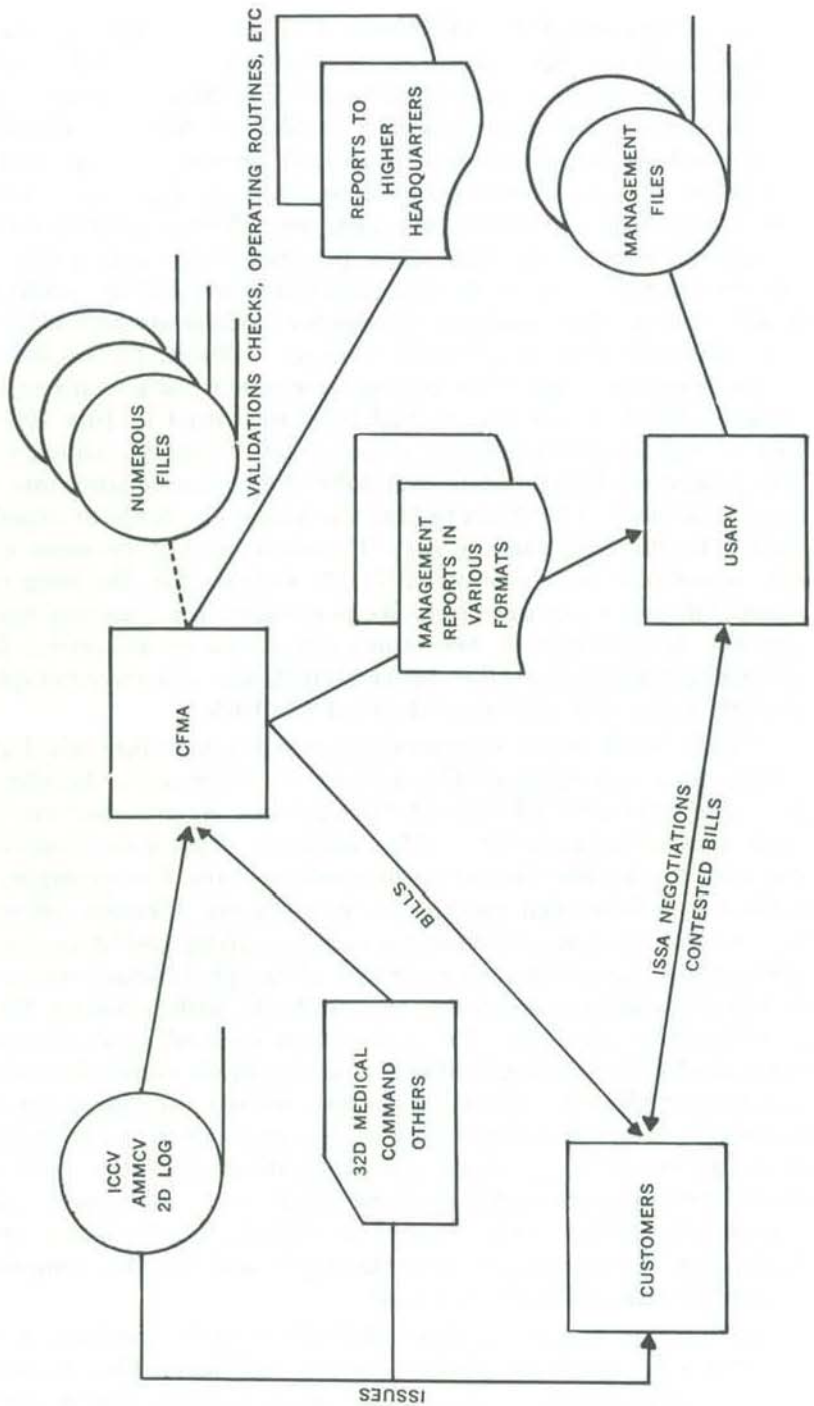 ICCV
AMMCV
2D LOG
32D MEDICAL
COMMAND
OTHERS
ISSUES
CUSTOMERS
CFMA
BILLS
NUMEROUS
FILES
VALIDATIONS CHECKS, OPERATING ROUTINES, ETC
REPORTS TO
HIGHER
HEADQUARTERS
MANAGEMENT
REPORTS IN
VARIOUS
FORMATS
USARV
MANAGEMENT
FILES
ISSA NEGOTIATIONS
CONTESTED BILLS